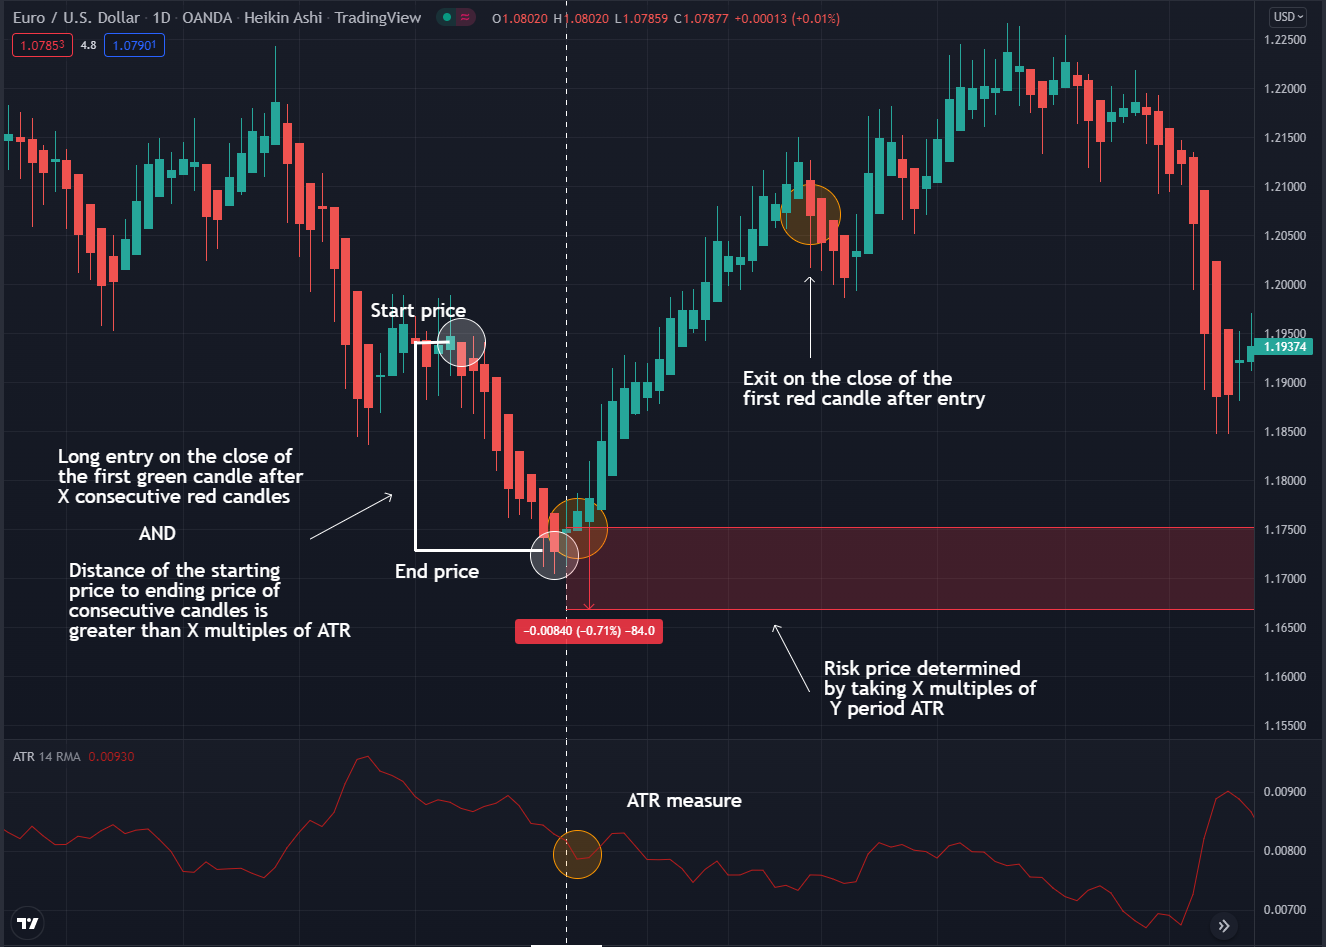 Euro / U.S. Dollar · 1D · OANDA · Heikin Ashi · TradingView O1.08020 H1.08020 L1.07859 C1.07877 +0.00013 (+0.01%)
USD
1.07853 4.8 1.07901
1.22500
1.22000
1.21500
1.21000
1.20500
1.20000
1.19500
1.19374
1.19000
1.18500
1.18000
1.17500
1.17000
1.16500
1.16000
1.15500
Start price
Exit on the close of the
first red candle after entry
Long entry on the close of
the first green candle after
X consecutive red candles
AND
Distance of the starting
price to ending price of
consecutive candles is
greater than X multiples of ATR
End price
−0.00840 (−0.71%) −84.0
Risk price determined
by taking X multiples of
Y period ATR
ATR 14 RMA 0.00930
ATR measure
0.00900
0.00800
0.00700